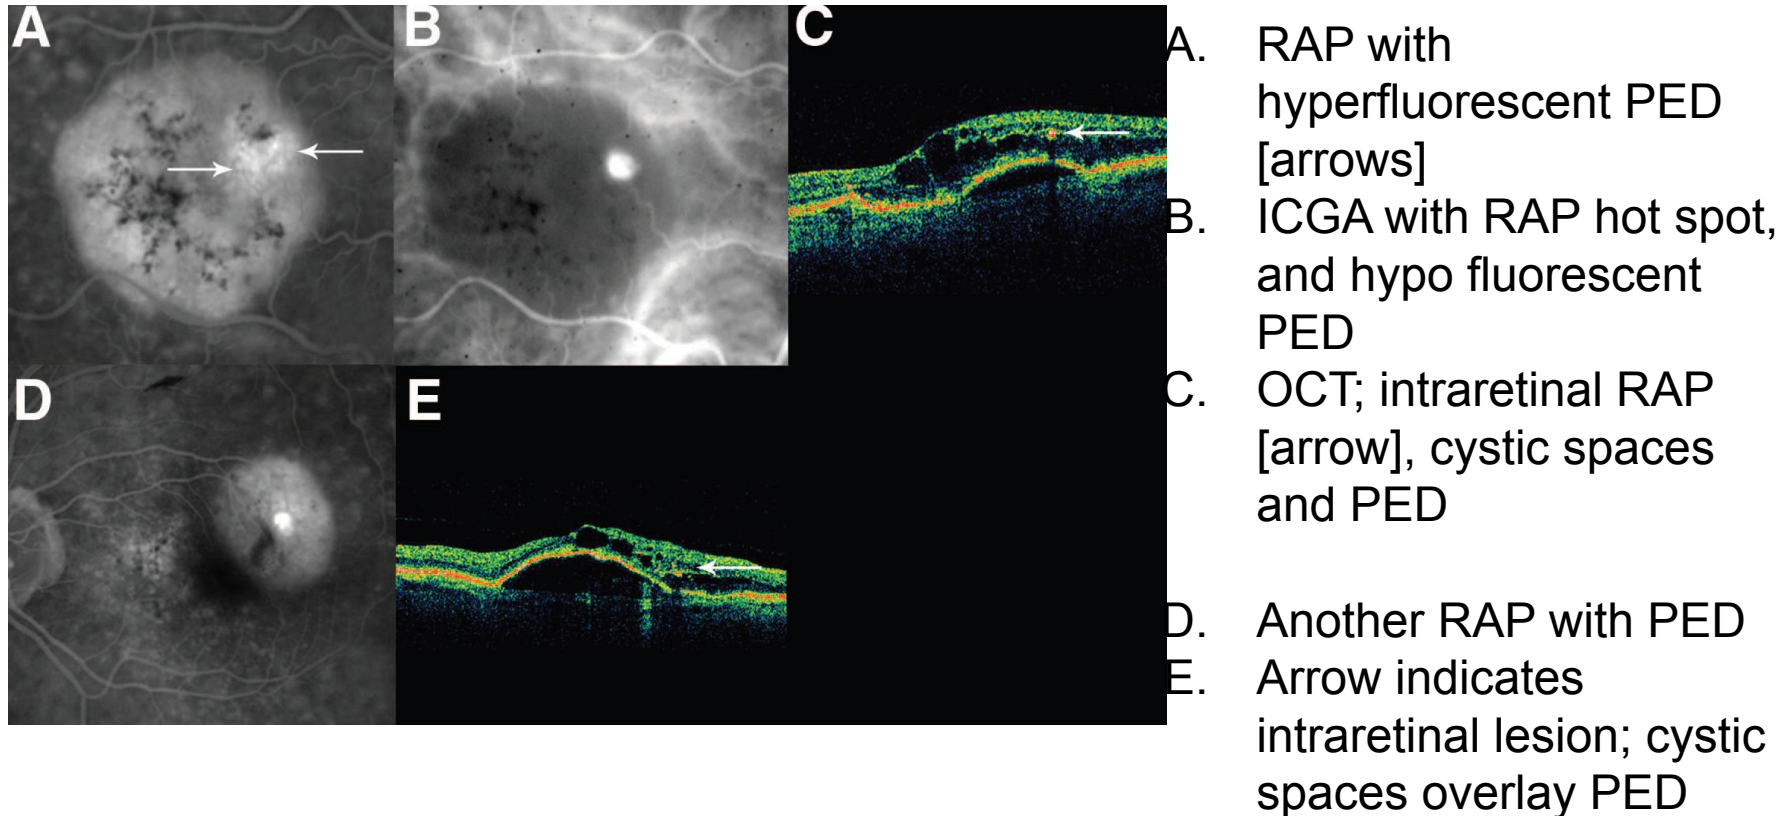 A
B
C
D
E
A. RAP with
hyperfluorescent PED
[arrows]
B. ICGA with RAP hot spot,
and hypo fluorescent
PED
C. OCT; intraretinal RAP
[arrow], cystic spaces
and PED
D. Another RAP with PED
E. Arrow indicates
intraretinal lesion; cystic
spaces overlay PED